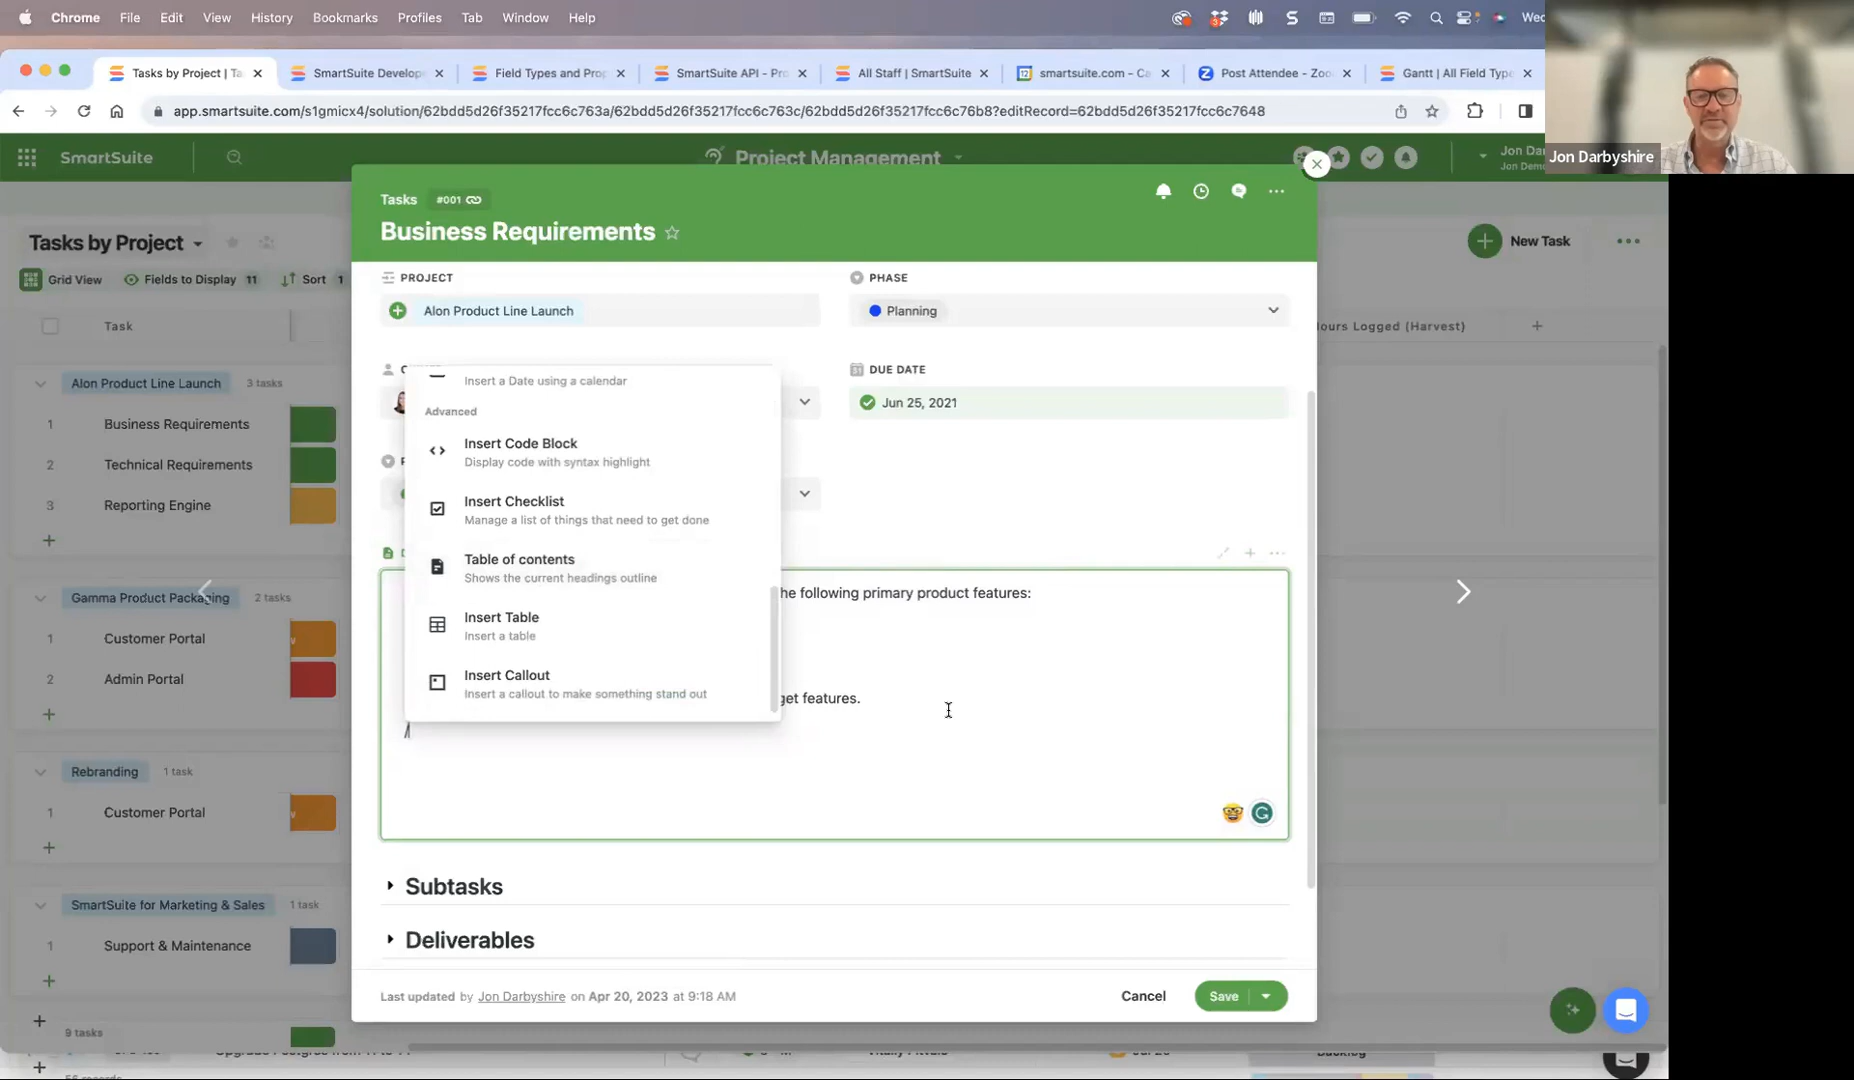 Chrome File Edit View History Bookmarks Profiles Tab Window Help
3
Wed
Tasks by Project | Ta
SmartSuite Develop
Field Types and Pro
SmartSuite API - Pro
All Staff | SmartSuite
12
smartsuite.com - Ca
Post Attendee - Zoo
Gantt | All Field Type
app.smartsuite.com/s1gmicx4/solution/62bdd5d26f35217fcc6c763a/62bdd5d26f35217fcc6c763c/62bdd5d26f35217fcc6c76b8?editRecord=62bdd5d26f35217fcc6c7648
Jon Darbyshire
SmartSuite
Project Management
Jon Dar
Jon Demo
Tasks #001
Business Requirements
Tasks by Project
New Task
Grid View Fields to Display 11 Sort 1
Task
Hours Logged (Harvest)
Alon Product Line Launch 3 tasks
1 Business Requirements
2 Technical Requirements
3 Reporting Engine
Gamma Product Packaging 2 tasks
1 Customer Portal
2 Admin Portal
Rebranding 1 task
1 Customer Portal
SmartSuite for Marketing & Sales 1 task
1 Support & Maintenance
9 tasks
PROJECT
Alon Product Line Launch
PHASE
Planning
DUE DATE
Jun 25, 2021
Insert a Date using a calendar
Advanced
Insert Code Block
Display code with syntax highlight
Insert Checklist
Manage a list of things that need to get done
Table of contents
Shows the current headings outline
Insert Table
Insert a table
Insert Callout
Insert a callout to make something stand out
he following primary product features:
get features.
/
Subtasks
Deliverables
Last updated by Jon Darbyshire on Apr 20, 2023 at 9:18 AM
Cancel
Save